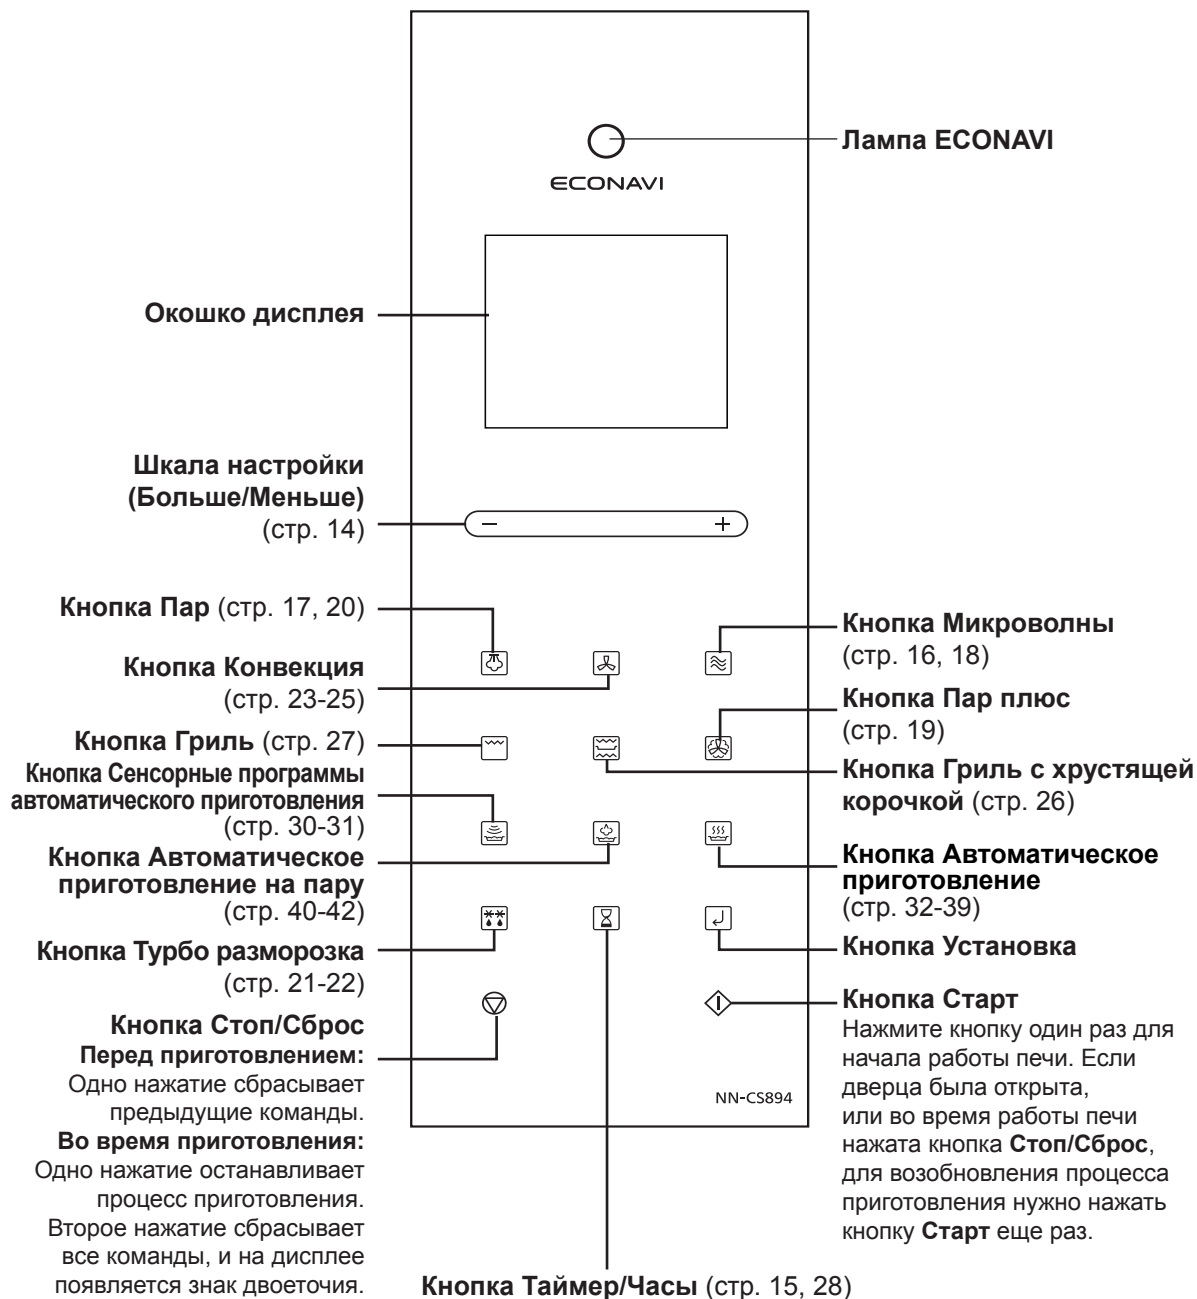 Лампа ECONAVI
ECONAVI
Окошко дисплея
Шкала настройки
(Больше/Меньше)
(стр. 14)
− +
Кнопка Пар (стр. 17, 20)
Кнопка Конвекция
(стр. 23-25)
Кнопка Гриль (стр. 27)
Кнопка Сенсорные программы
автоматического приготовления
(стр. 30-31)
Кнопка Автоматическое
приготовление на пару
(стр. 40-42)
Кнопка Турбо разморозка
(стр. 21-22)
Кнопка Стоп/Сброс
Перед приготовлением:
Одно нажатие сбрасывает
предыдущие команды.
Во время приготовления:
Одно нажатие останавливает
процесс приготовления.
Второе нажатие сбрасывает
все команды, и на дисплее
появляется знак двоеточия.
Кнопка Микроволны
(стр. 16, 18)
Кнопка Пар плюс
(стр. 19)
Кнопка Гриль с хрустящей
корочкой (стр. 26)
Кнопка Автоматическое
приготовление
(стр. 32-39)
Кнопка Установка
Кнопка Старт
Нажмите кнопку один раз для
начала работы печи. Если
дверца была открыта,
или во время работы печи
нажата кнопка Стоп/Сброс,
для возобновления процесса
приготовления нужно нажать
кнопку Старт еще раз.
NN-CS894
Кнопка Таймер/Часы (стр. 15, 28)